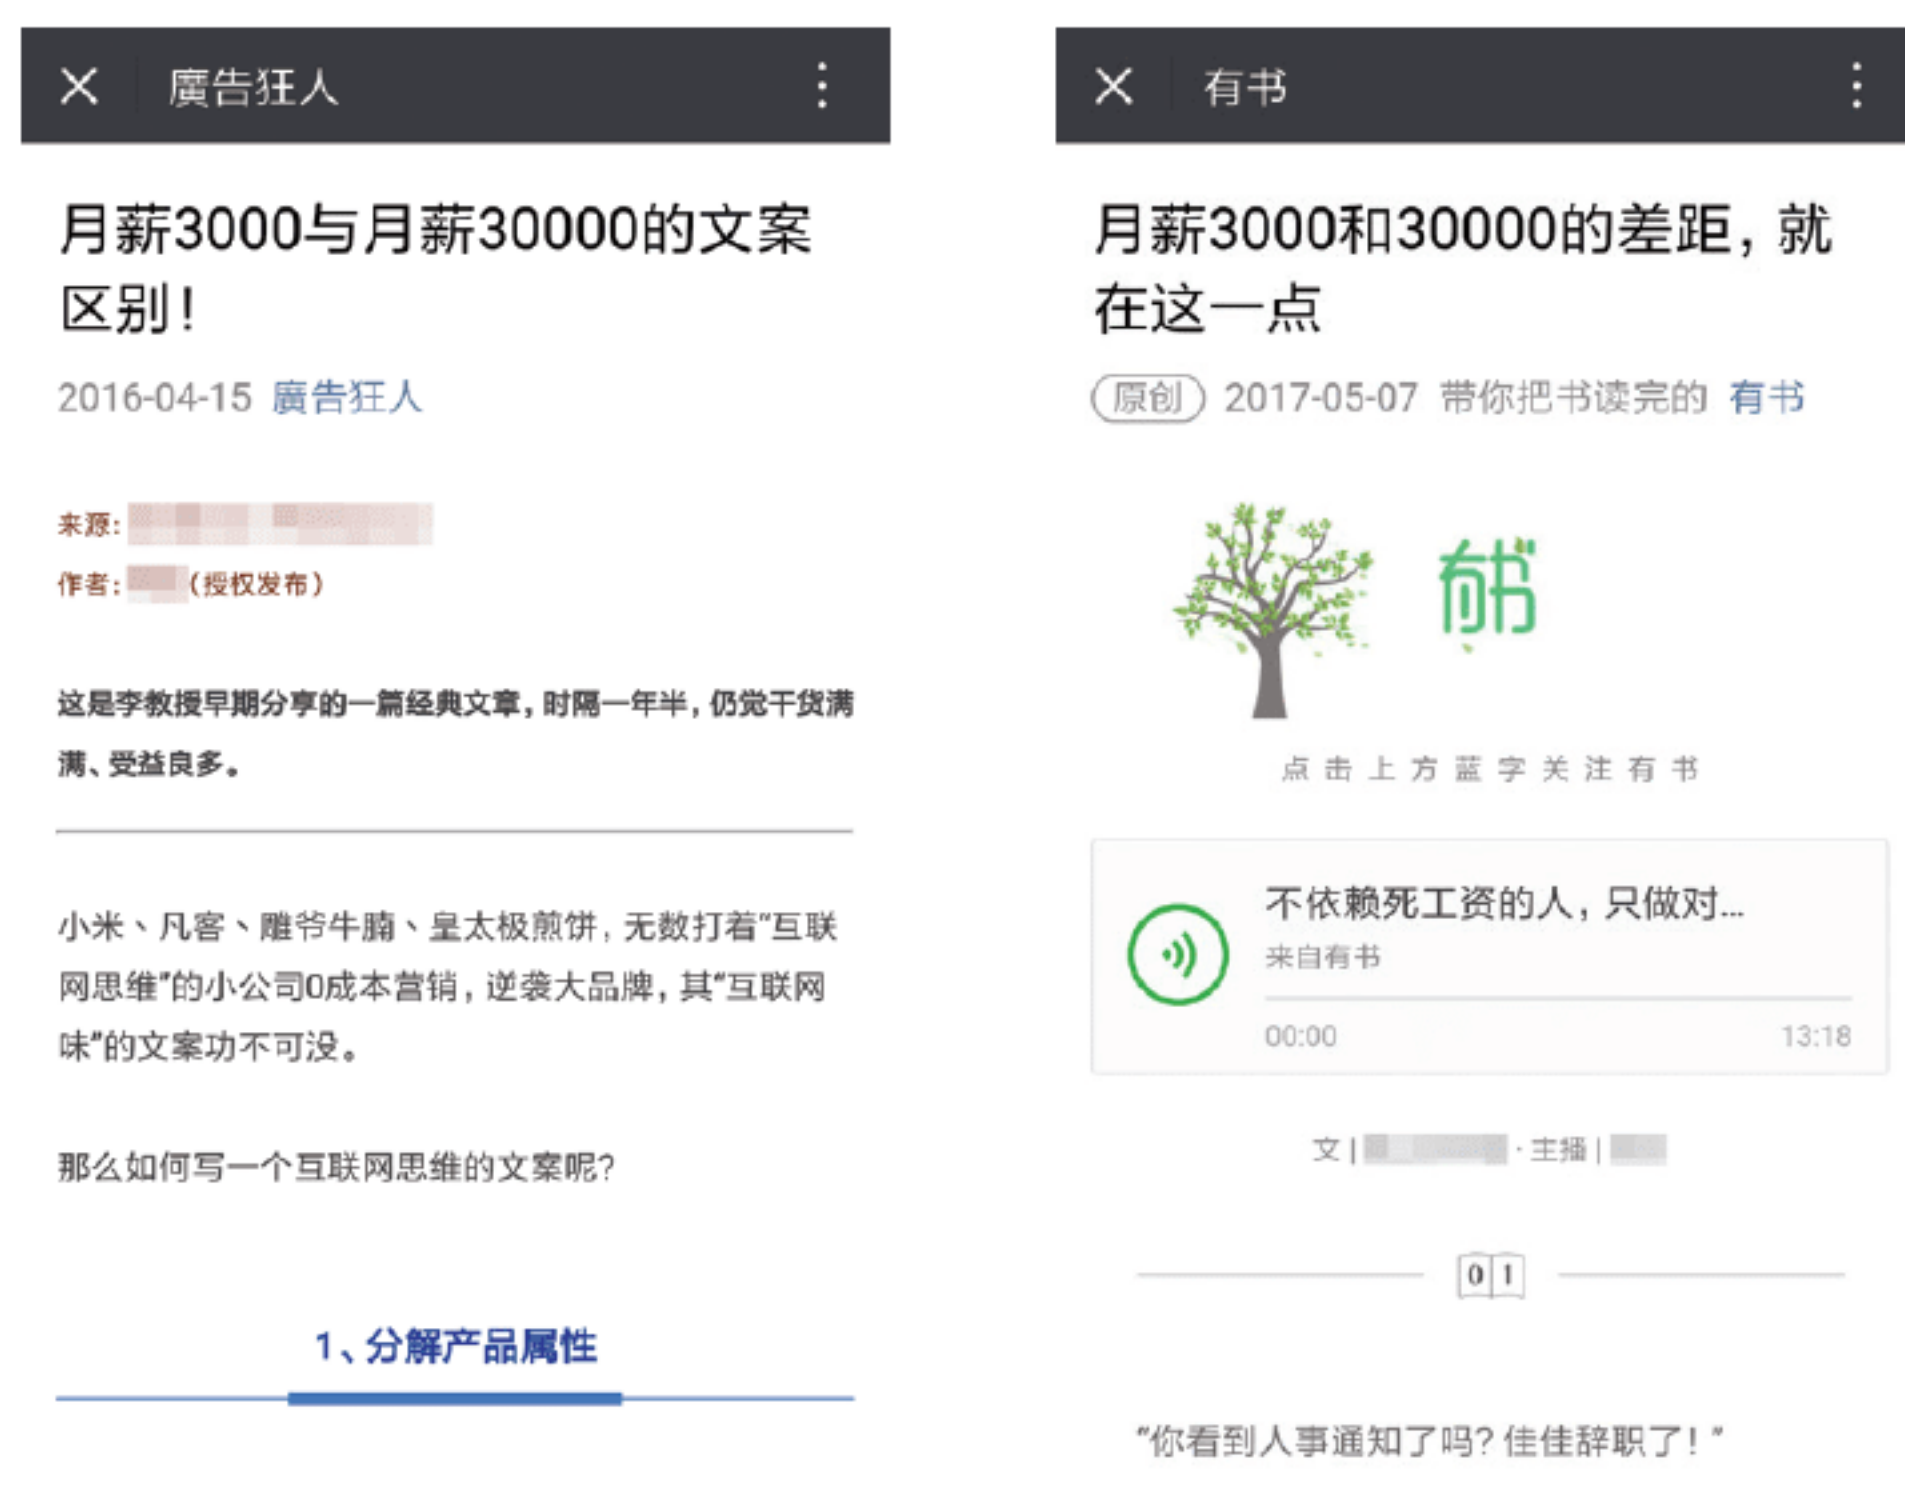 廣告狂人
月薪3000与月薪30000的文案
区别！
2016-04-15 廣告狂人
来源：
作者： （授权发布）
这是李教授早期分享的一篇经典文章，时隔一年半，仍觉干货满
满、受益良多。
小米、凡客、雕爷牛腩、皇太极煎饼，无数打着“互联
网思维”的小公司0成本营销，逆袭大品牌，其“互联网
味”的文案功不可没。
那么如何写一个互联网思维的文案呢？
1、分解产品属性
有书
月薪3000和30000的差距，就
在这一点
原创 2017-05-07 带你把书读完的 有书
有书
点击上方蓝字关注有书
不依赖死工资的人，只做对...
来自有书
00:00 13:18
文 | · 主播 |
01
“你看到人事通知了吗？佳佳辞职了！”